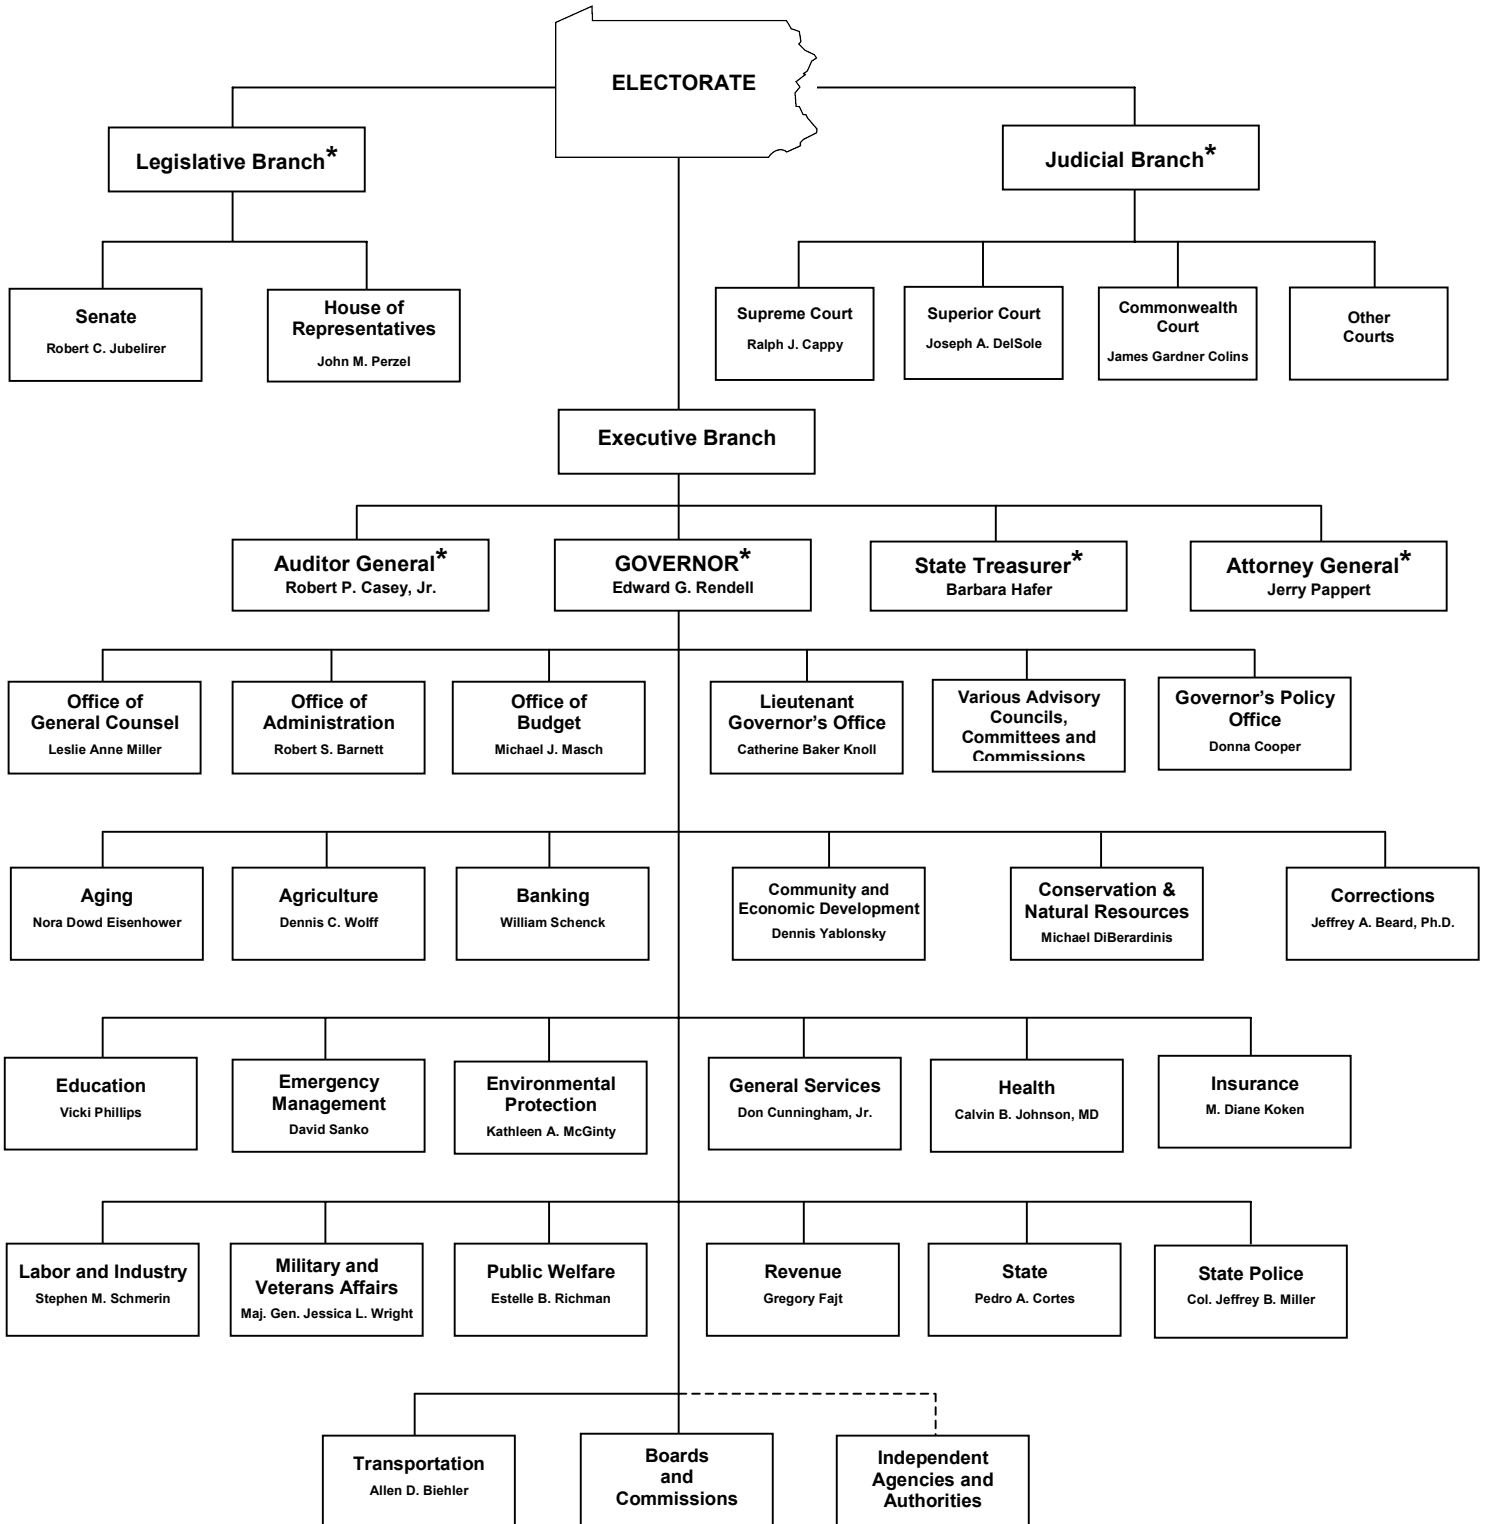 ELECTORATE
Legislative Branch*
Judicial Branch*
Senate
Robert C. Jubelirer
House of
Representatives
John M. Perzel
Supreme Court
Ralph J. Cappy
Superior Court
Joseph A. DelSole
Commonwealth
Court
James Gardner Colins
Other
Courts
Executive Branch
Auditor General*
Robert P. Casey, Jr.
GOVERNOR*
Edward G. Rendell
State Treasurer*
Barbara Hafer
Attorney General*
Jerry Pappert
Office of
General Counsel
Leslie Anne Miller
Office of
Administration
Robert S. Barnett
Office of
Budget
Michael J. Masch
Lieutenant
Governor's Office
Catherine Baker Knoll
Various Advisory
Councils,
Committees and
Commissions
Governor's Policy
Office
Donna Cooper
Aging
Nora Dowd Eisenhower
Agriculture
Dennis C. Wolff
Banking
William Schenck
Community and
Economic Development
Dennis Yablonsky
Conservation &
Natural Resources
Michael DiBerardinis
Corrections
Jeffrey A. Beard, Ph.D.
Education
Vicki Phillips
Emergency
Management
David Sanko
Environmental
Protection
Kathleen A. McGinty
General Services
Don Cunningham, Jr.
Health
Calvin B. Johnson, MD
Insurance
M. Diane Koken
Labor and Industry
Stephen M. Schmerin
Military and
Veterans Affairs
Maj. Gen. Jessica L. Wright
Public Welfare
Estelle B. Richman
Revenue
Gregory Fajt
State
Pedro A. Cortes
State Police
Col. Jeffrey B. Miller
Transportation
Allen D. Biehler
Boards
and
Commissions
Independent
Agencies and
Authorities